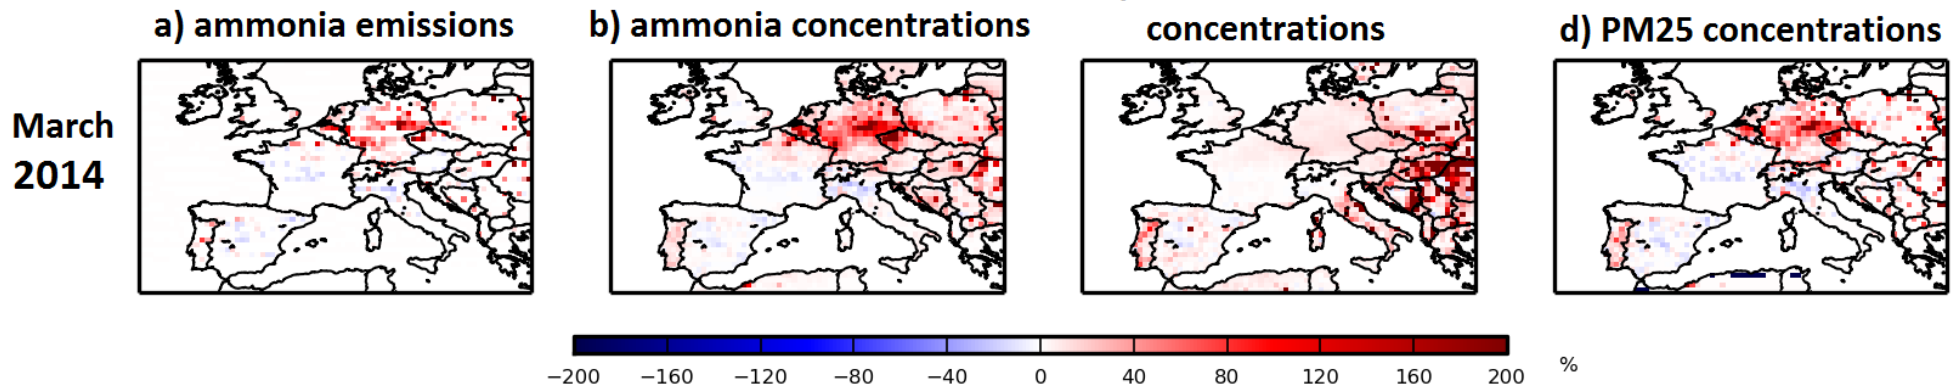 a) ammonia emissions
b) ammonia concentrations
concentrations
d) PM25 concentrations
March
2014
−200 −160 −120 −80 −40 0 40 80 120 160 200 %